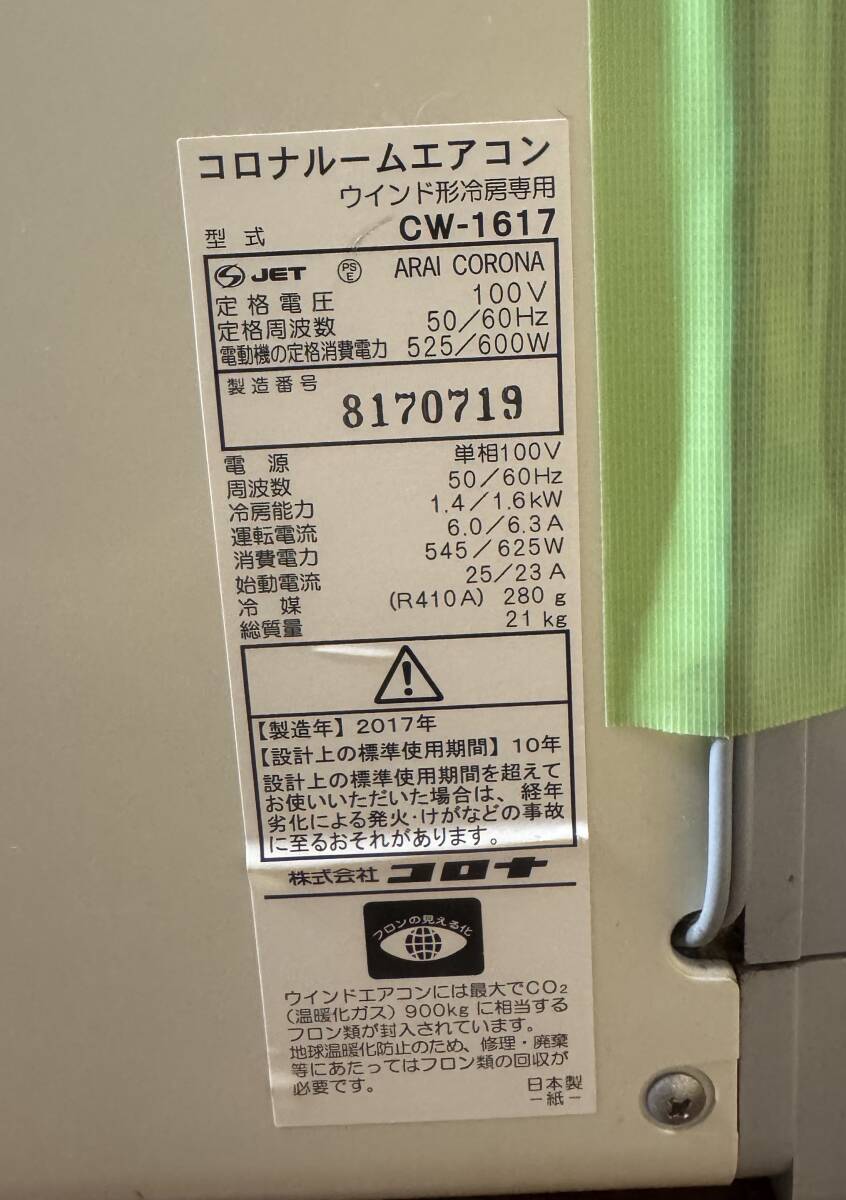 コロナルームエアコン
ウインド形冷房専用
型式 CW-1617
JET PSE ARAI CORONA
定格電圧 100V
定格周波数 50/60Hz
電動機の定格消費電力 525/600W
製造番号
8170719
電源 単相100V
周波数 50/60Hz
冷房能力 1.4/1.6kW
運転電流 6.0/6.3A
消費電力 545/625W
始動電流 25/23A
冷媒 (R410A) 280g
総質量 21kg
【製造年】2017年
【設計上の標準使用期間】10年
設計上の標準使用期間を超えて
お使いいただいた場合は、経年
劣化による発火・けがなどの事故
に至るおそれがあります。
株式会社 コロナ
フロンの見える化
ウインドエアコンには最大でCO₂
(温暖化ガス)900kgに相当する
フロン類が封入されています。
地球温暖化防止のため、修理・廃棄
等にあたってはフロン類の回収が
必要です。
日本製
-紙-